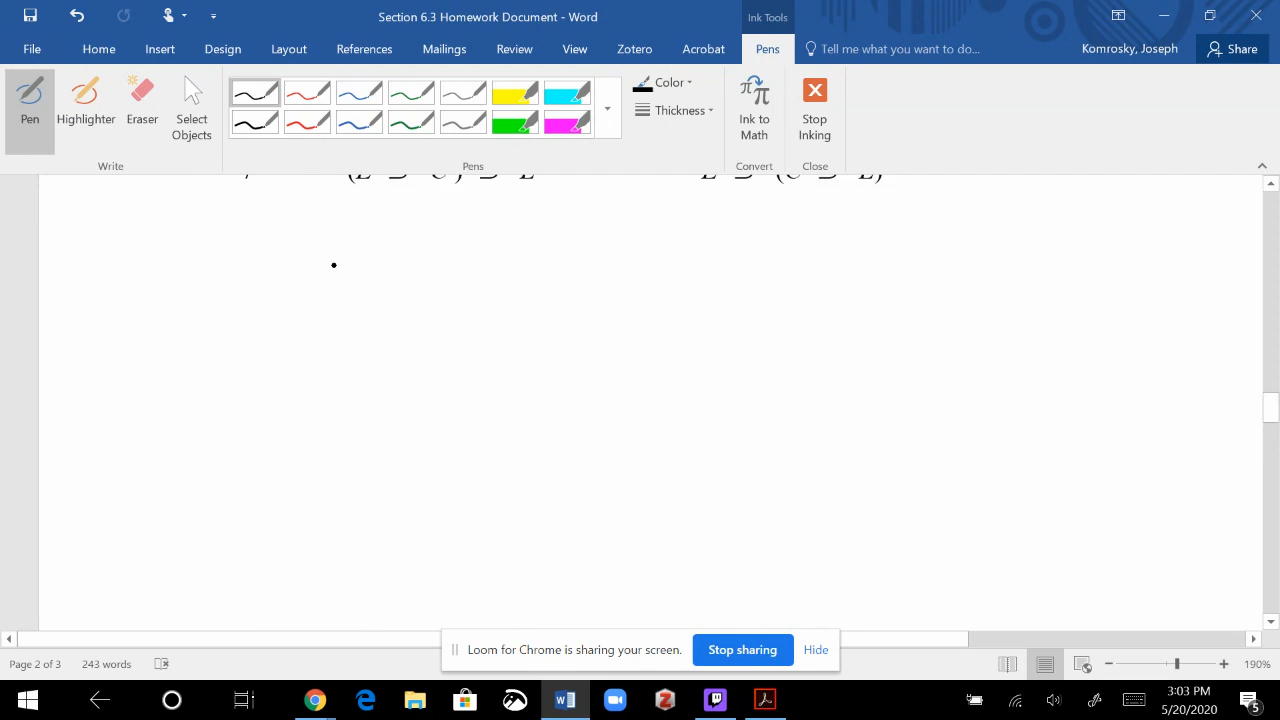 Section 6.3 Homework Document - Word
Ink Tools
File Home Insert Design Layout References Mailings Review View Zotero Acrobat Pens Tell me what you want to do... Komrosky, Joseph Share
Pen Highlighter Eraser Select Objects
Color
Thickness
Ink to Math
Stop Inking
Write Pens Convert Close
Loom for Chrome is sharing your screen. Stop sharing Hide
Page 2 of 3 243 words 190%
3:03 PM
5/20/2020
5